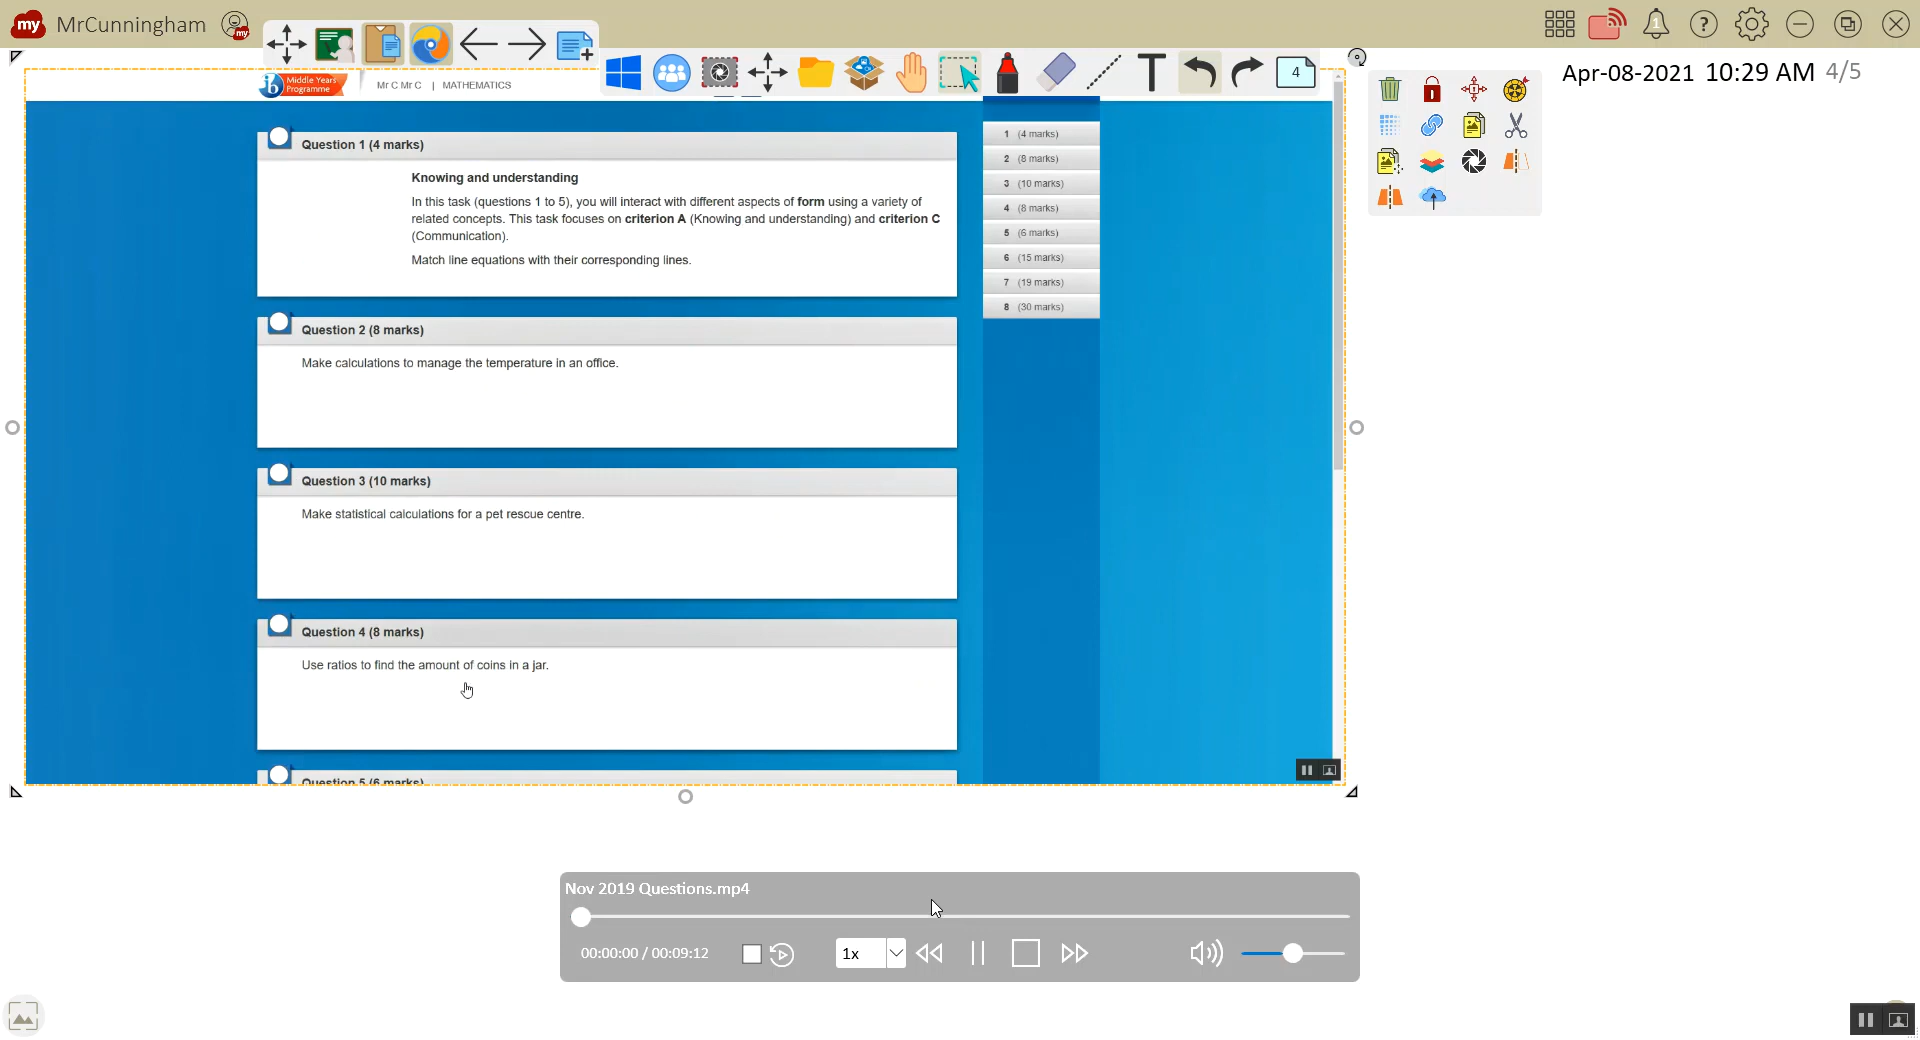 my MrCunningham
my
1
?
4
Apr-08-2021 10:29 AM 4/5
Middle Years
Programme
Mr C Mr C | MATHEMATICS
Question 1 (4 marks)
Knowing and understanding
In this task (questions 1 to 5), you will interact with different aspects of form using a variety of
related concepts. This task focuses on criterion A (Knowing and understanding) and criterion C
(Communication).
Match line equations with their corresponding lines.
Question 2 (8 marks)
Make calculations to manage the temperature in an office.
Question 3 (10 marks)
Make statistical calculations for a pet rescue centre.
Question 4 (8 marks)
Use ratios to find the amount of coins in a jar.
Question 5 (6 marks)
1 (4 marks)
2 (8 marks)
3 (10 marks)
4 (8 marks)
5 (6 marks)
6 (15 marks)
7 (19 marks)
8 (30 marks)
Nov 2019 Questions.mp4
00:00:00 / 00:09:12
1x